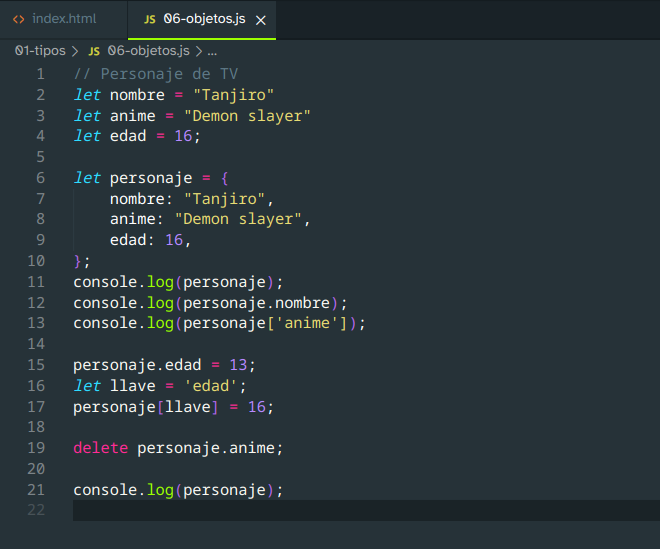 <> index.html JS 06-objetos.js ×
01-tipos > JS 06-objetos.js > ...
1 // Personaje de TV
2 let nombre = "Tanjiro"
3 let anime = "Demon slayer"
4 let edad = 16;
5
6 let personaje = {
7     nombre: "Tanjiro",
8     anime: "Demon slayer",
9     edad: 16,
10 };
11 console.log(personaje);
12 console.log(personaje.nombre);
13 console.log(personaje['anime']);
14
15 personaje.edad = 13;
16 let llave = 'edad';
17 personaje[llave] = 16;
18
19 delete personaje.anime;
20
21 console.log(personaje);
22